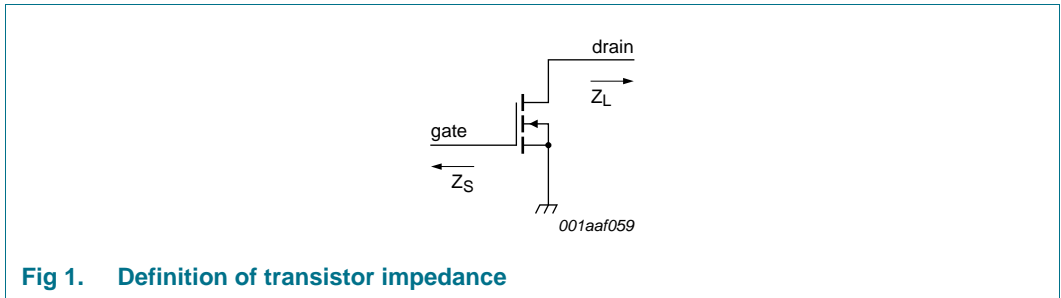 drain
Z_L
gate
Z_S
001aaf059
Fig 1. Definition of transistor impedance